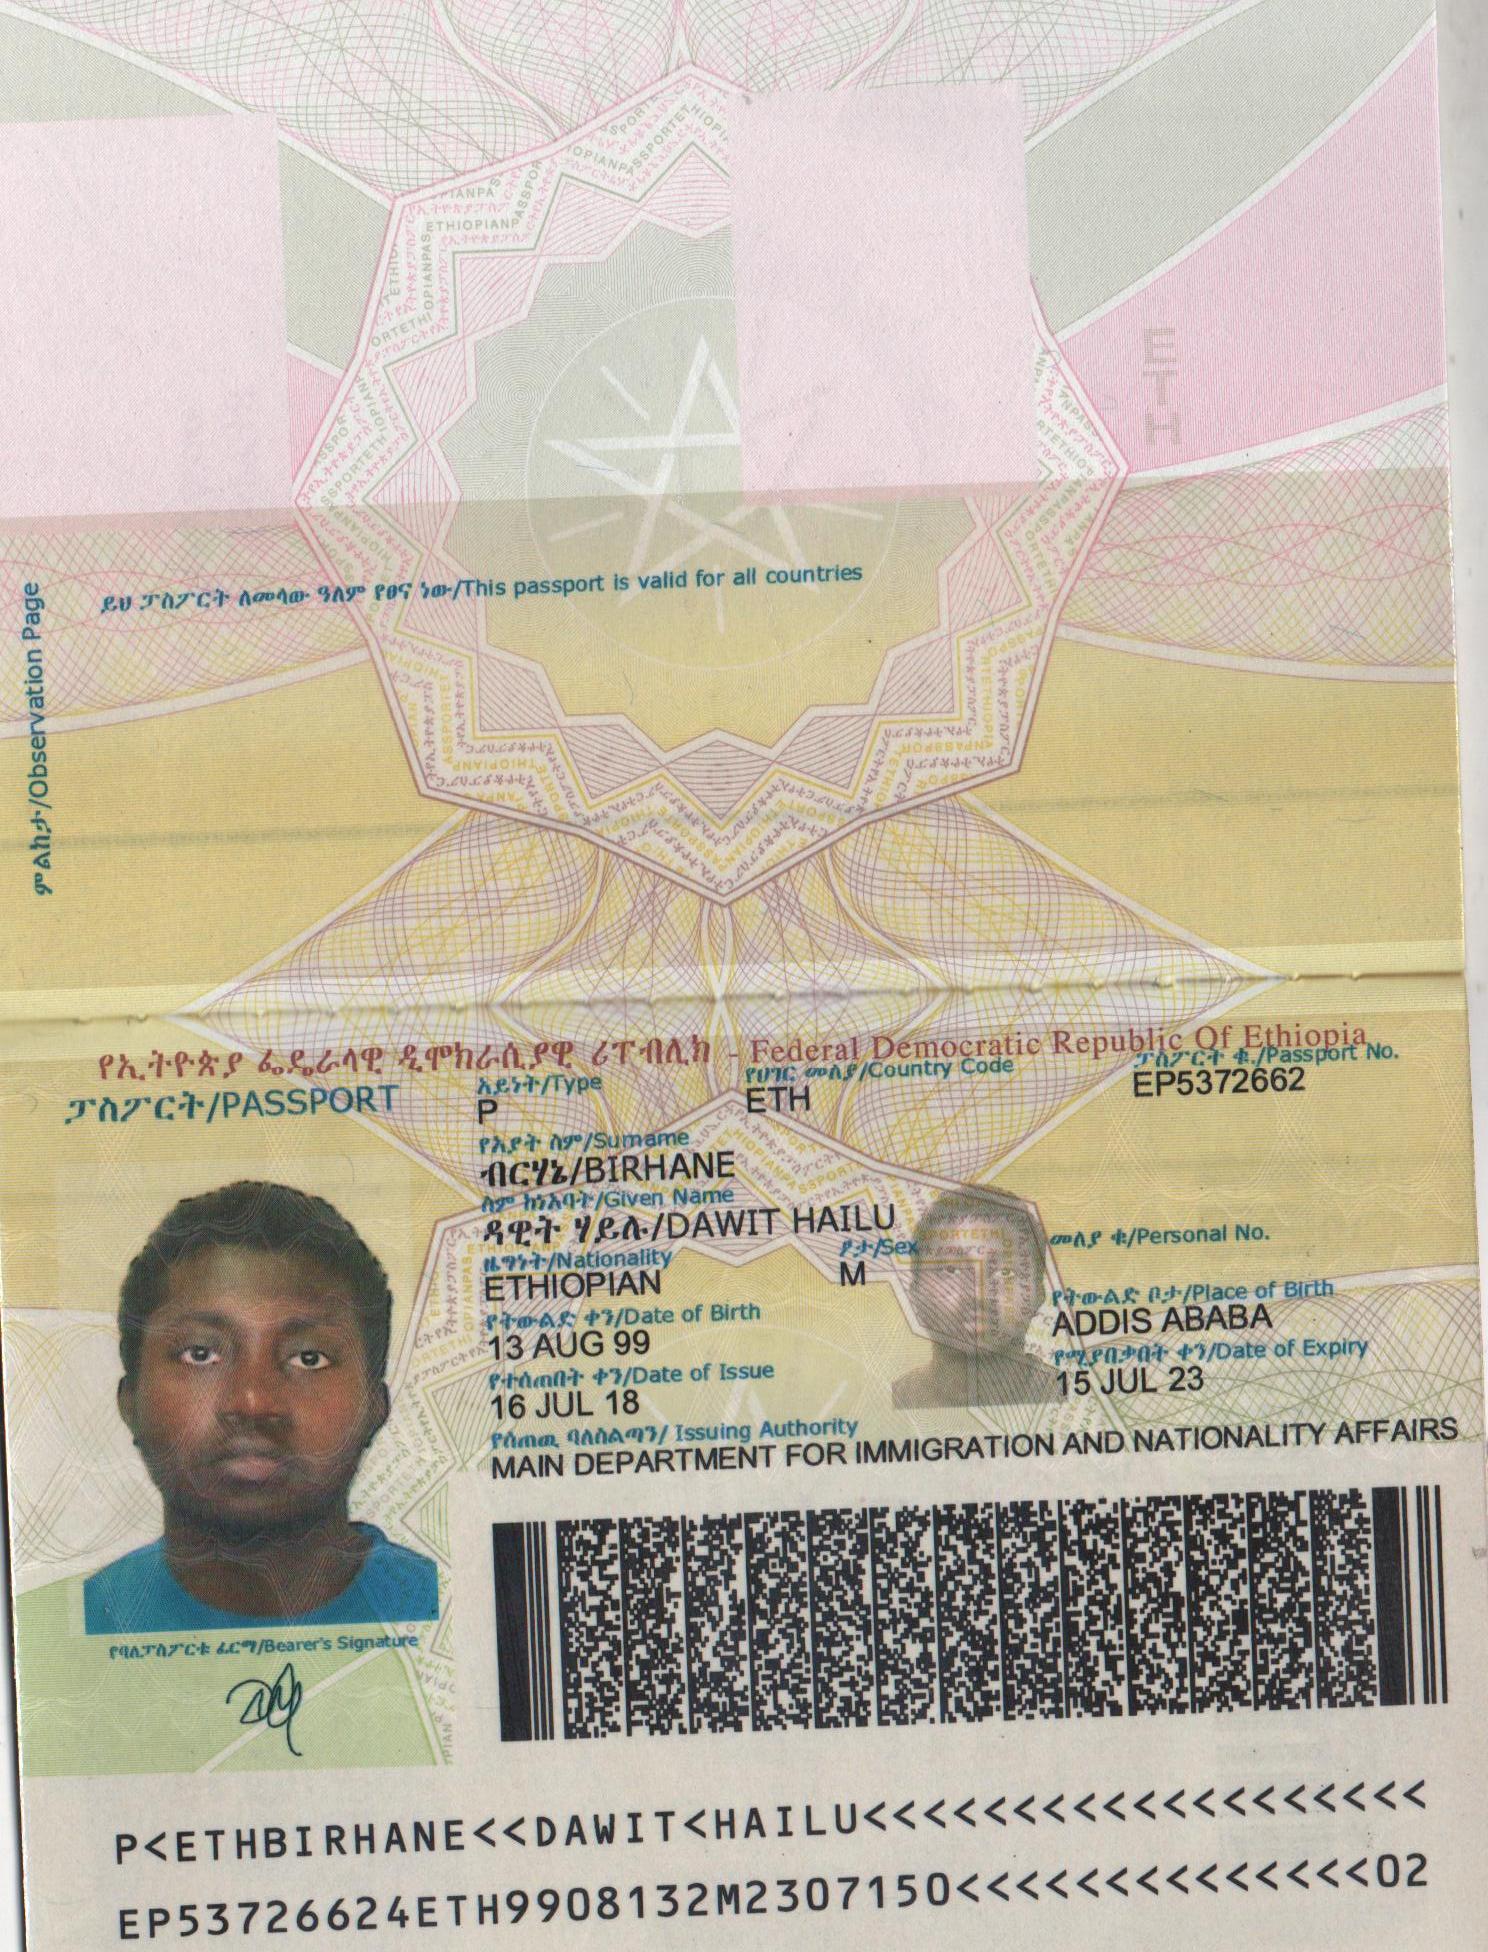 ይህ ፓስፖርት ለመላው ዓለም የፀና ነው/This passport is valid for all countries
ምልከታ/Observation Page
ETH
የኢትዮጵያ ፌዴራላዊ ዲሞክራሲያዊ ሪፐብሊክ - Federal Democratic Republic Of Ethiopia
ፓስፖርት/PASSPORT
አይነት/Type
P
የሀገር መለያ/Country Code
ETH
ፓስፖርት ቁ./Passport No.
EP5372662
የአያት ስም/Surname
ብርሃኔ/BIRHANE
ስም ከነአባት/Given Name
ዳዊት ሃይሉ/DAWIT HAILU
ዜግነት/Nationality
ETHIOPIAN
ፆታ/Sex
M
መለያ ቁ/Personal No.
የትውልድ ቀን/Date of Birth
13 AUG 99
የትውልድ ቦታ/Place of Birth
ADDIS ABABA
የተሰጠበት ቀን/Date of Issue
16 JUL 18
የሚያበቃበት ቀን/Date of Expiry
15 JUL 23
የሰጠዉ ባለስልጣን/ Issuing Authority
MAIN DEPARTMENT FOR IMMIGRATION AND NATIONALITY AFFAIRS
የባለፓስፖርቱ ፊርማ/Bearer's Signature
P<ETHBIRHANE<<DAWIT<HAILU<<<<<<<<<<<<<<<<<<<
EP53726624ETH9908132M2307150<<<<<<<<<<<<<<02